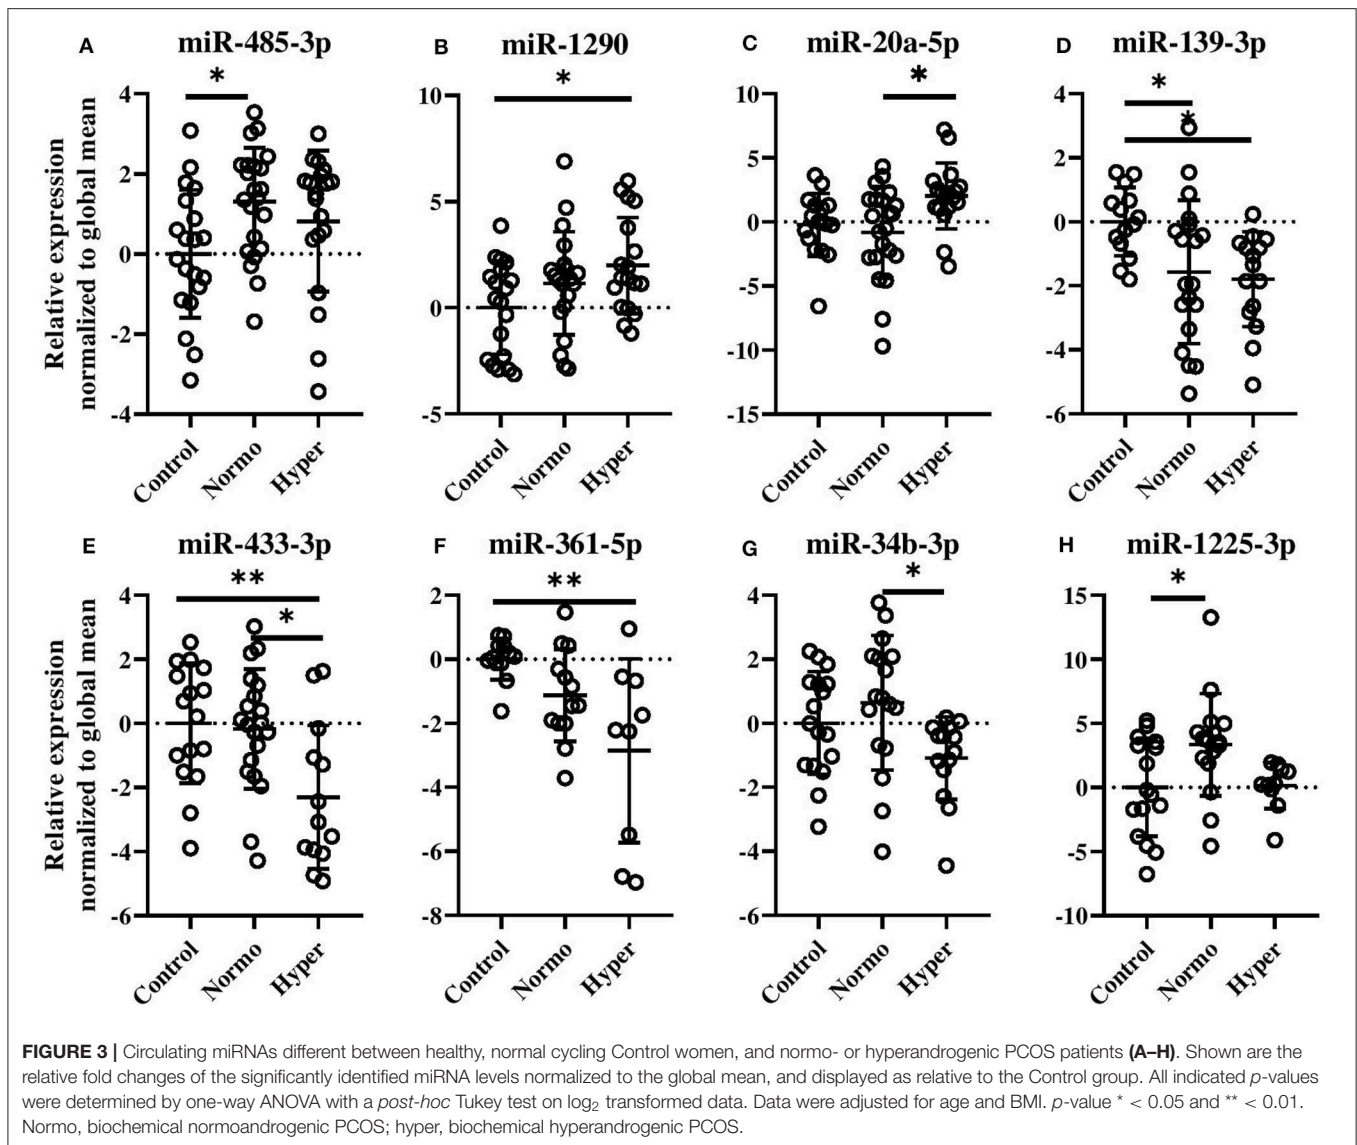 A miR-485-3p
B miR-1290
C miR-20a-5p
D miR-139-3p
Relative expression
normalized to global mean
*
4
2
0
-2
-4
Control
Normo
Hyper
*
10
5
0
-5
Control
Normo
Hyper
*
10
5
0
-5
-10
-15
Control
Normo
Hyper
*
*
4
2
0
-2
-4
-6
Control
Normo
Hyper
E miR-433-3p
F miR-361-5p
G miR-34b-3p
H miR-1225-3p
Relative expression
normalized to global mean
**
*
4
2
0
-2
-4
-6
Control
Normo
Hyper
**
2
0
-2
-4
-6
-8
Control
Normo
Hyper
*
4
2
0
-2
-4
-6
Control
Normo
Hyper
*
15
10
5
0
-5
-10
Control
Normo
Hyper
FIGURE 3 | Circulating miRNAs different between healthy, normal cycling Control women, and normo- or hyperandrogenic PCOS patients (A–H). Shown are the
relative fold changes of the significantly identified miRNA levels normalized to the global mean, and displayed as relative to the Control group. All indicated p-values
were determined by one-way ANOVA with a post-hoc Tukey test on log₂ transformed data. Data were adjusted for age and BMI. p-value * < 0.05 and ** < 0.01.
Normo, biochemical normoandrogenic PCOS; hyper, biochemical hyperandrogenic PCOS.